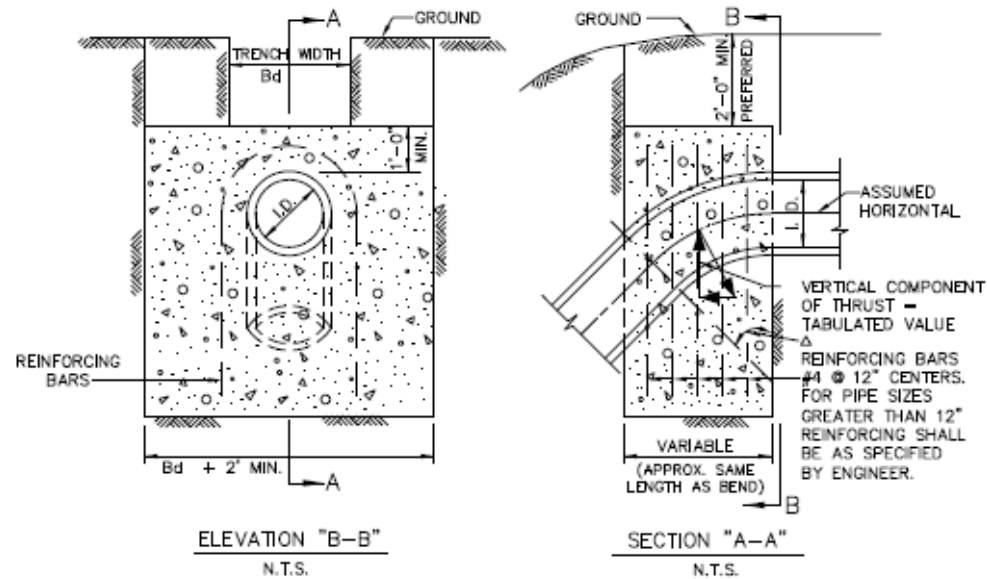 A
GROUND
TRENCH WIDTH
Bd
1'-0"
MIN.
I.D.
REINFORCING
BARS
Bd + 2' MIN.
A
ELEVATION "B-B"
N.T.S.
B
GROUND
2'-0" MIN.
PREFERRED
I.D.
ASSUMED
HORIZONTAL
VERTICAL COMPONENT
OF THRUST –
TABULATED VALUE
Δ
REINFORCING BARS
#4 @ 12" CENTERS.
FOR PIPE SIZES
GREATER THAN 12"
REINFORCING SHALL
BE AS SPECIFIED
BY ENGINEER.
VARIABLE
(APPROX. SAME
LENGTH AS BEND)
B
SECTION "A-A"
N.T.S.